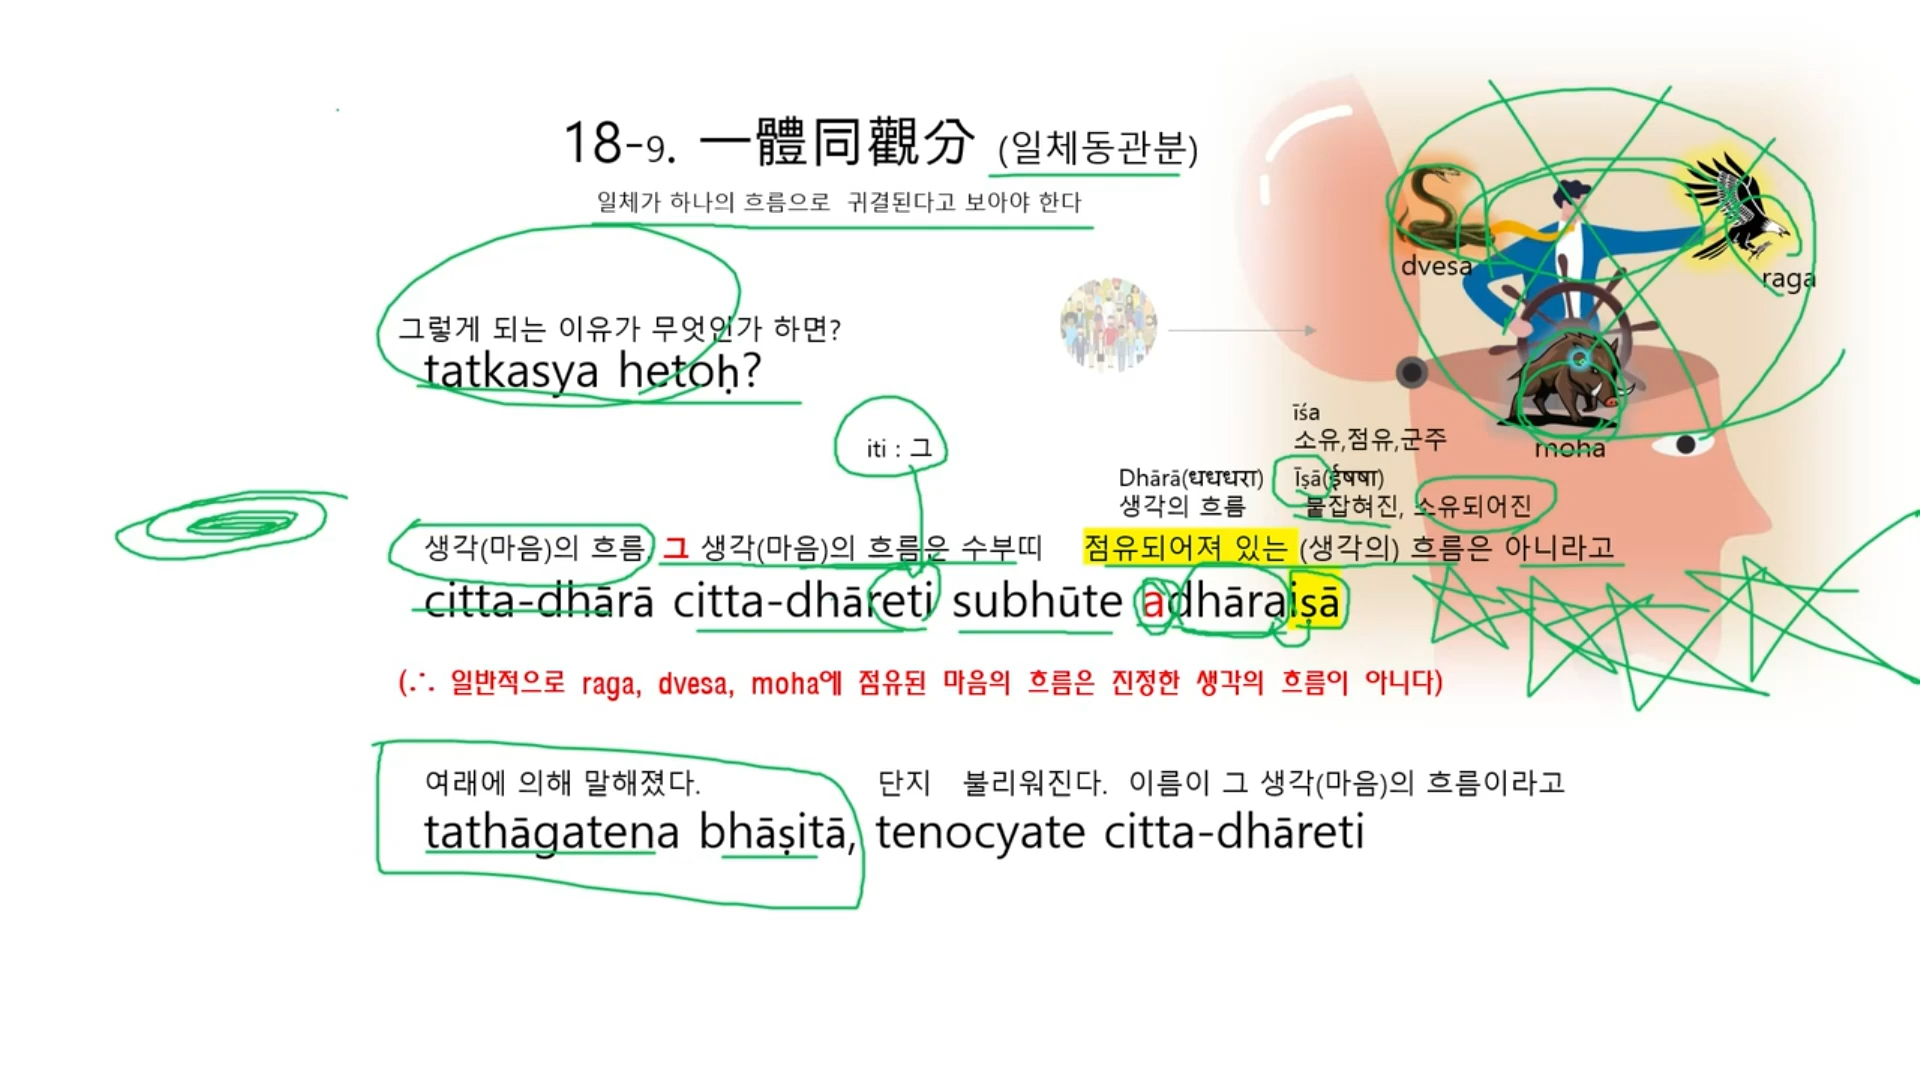 18-9. 一體同觀分 (일체동관분)
일체가 하나의 흐름으로 귀결된다고 보아야 한다
dvesa
raga
moha
그렇게 되는 이유가 무엇인가 하면?
tatkasya hetoḥ?
iti : 그
īśa
소유,점유,군주
Dhārā(धधधरा) Īṣā(ईषषा)
생각의 흐름 붙잡혀진, 소유되어진
생각(마음)의 흐름, 그 생각(마음)의 흐름은 수부띠 점유되어져 있는 (생각의) 흐름은 아니라고
citta-dhārā citta-dhāreti subhūte adhāraiṣā
(∴ 일반적으로 raga, dvesa, moha에 점유된 마음의 흐름은 진정한 생각의 흐름이 아니다)
여래에 의해 말해졌다. 단지 불리워진다. 이름이 그 생각(마음)의 흐름이라고
tathāgatena bhāṣitā, tenocyate citta-dhāreti